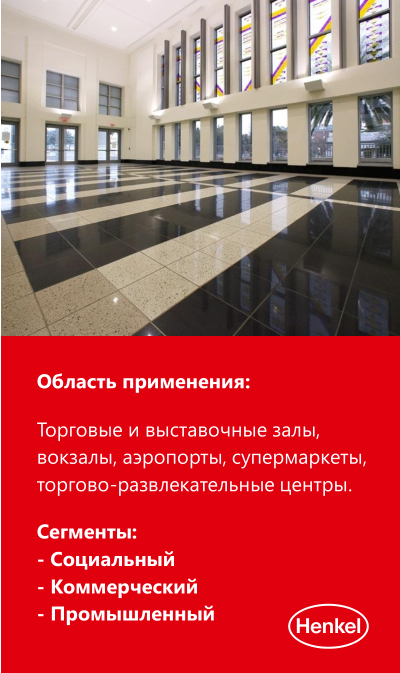 Область применения:
Торговые и выставочные залы,
вокзалы, аэропорты, супермаркеты,
торгово-развлекательные центры.
Сегменты:
- Социальный
- Коммерческий
- Промышленный
Henkel